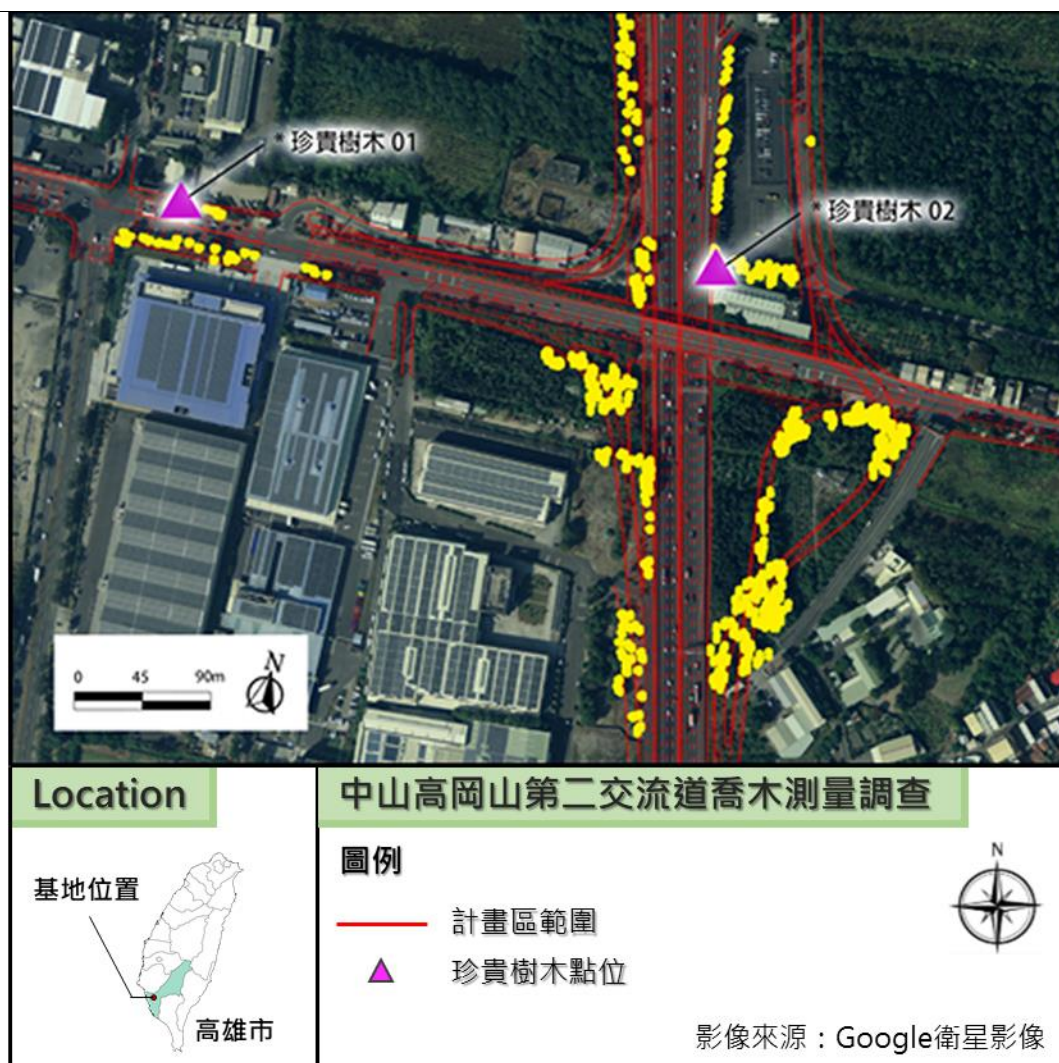 * 珍貴樹木 01
* 珍貴樹木 02
0 45 90m
N
Location
中山高岡山第二交流道喬木測量調查
圖例
基地位置
高雄市
計畫區範圍
珍貴樹木點位
N
影像來源：Google衛星影像